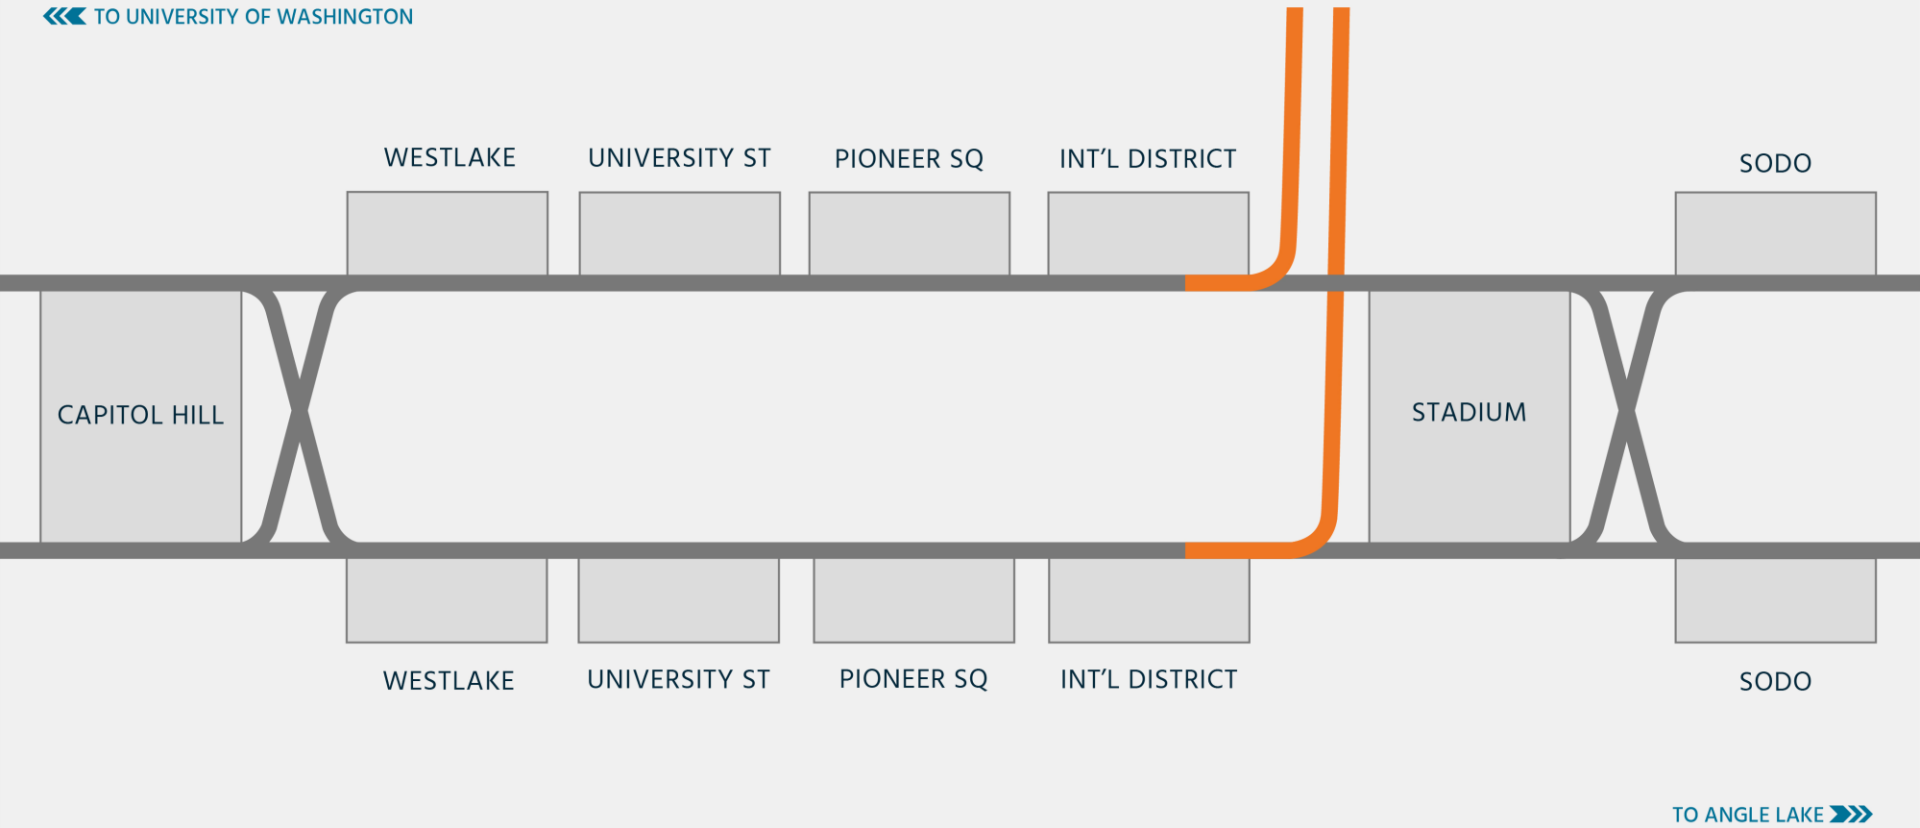 TO UNIVERSITY OF WASHINGTON
WESTLAKE
UNIVERSITY ST
PIONEER SQ
INT'L DISTRICT
SODO
CAPITOL HILL
STADIUM
WESTLAKE
UNIVERSITY ST
PIONEER SQ
INT'L DISTRICT
SODO
TO ANGLE LAKE